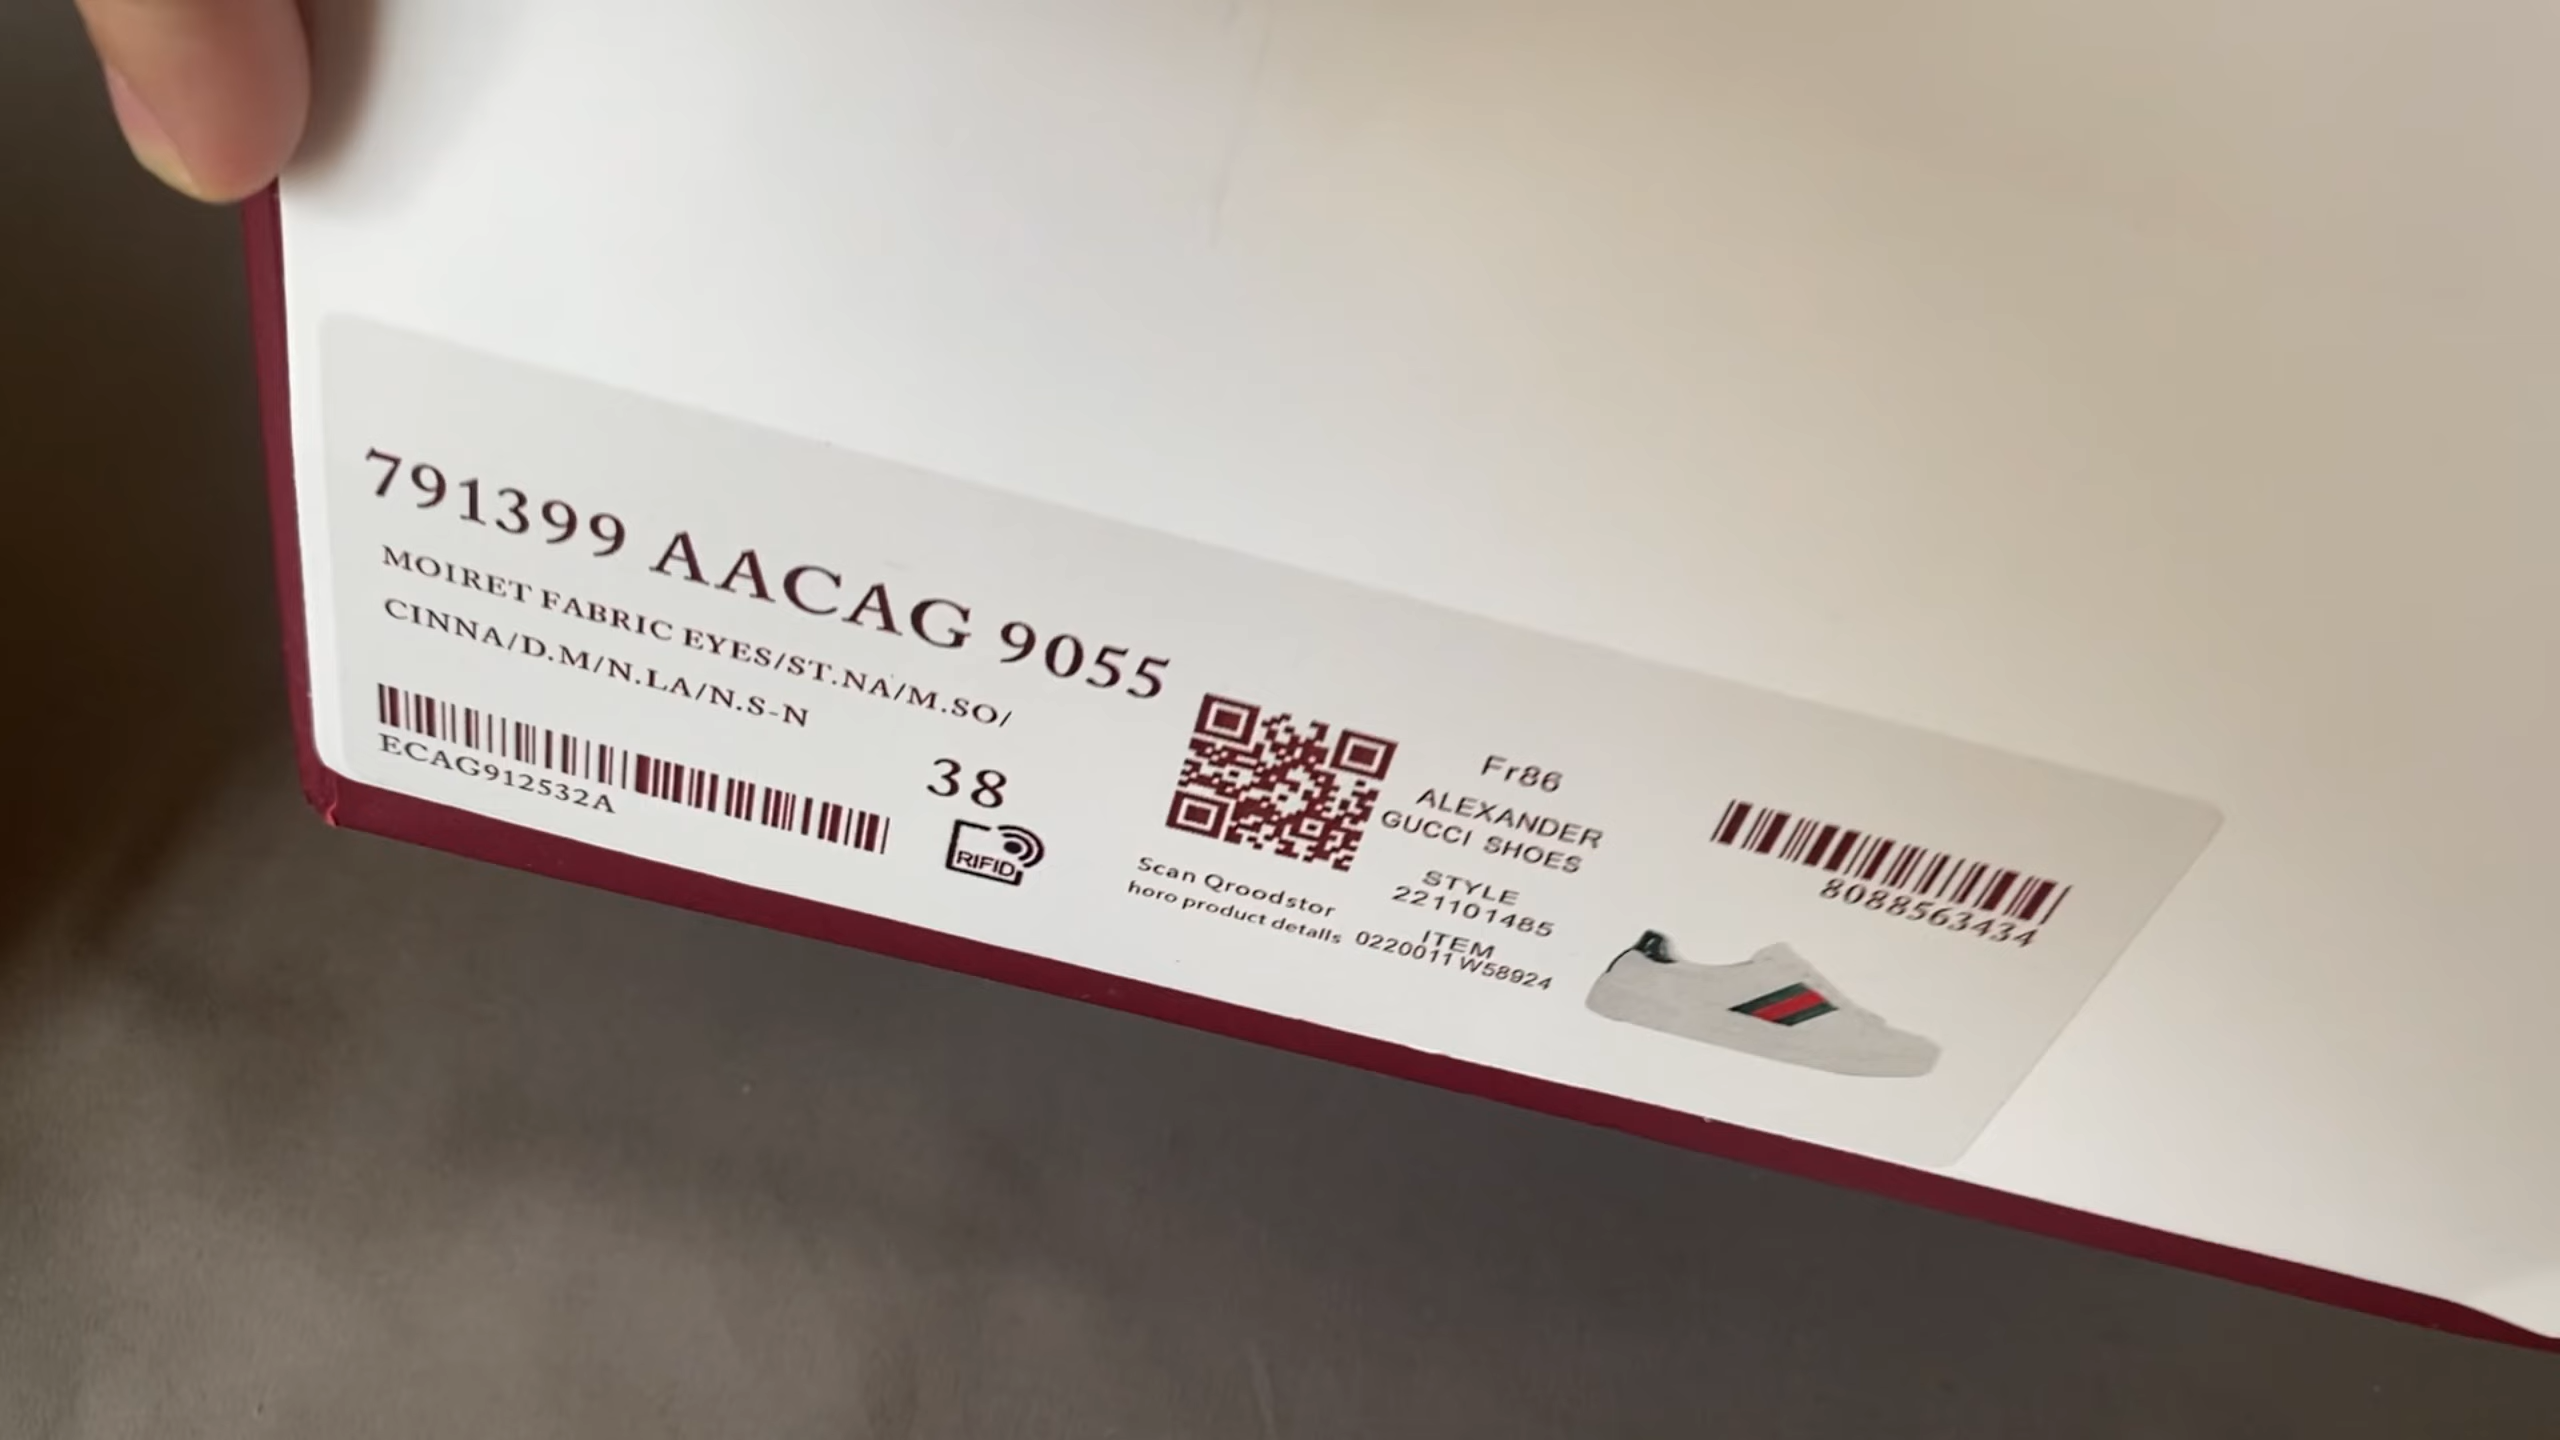 791399 AACAG 9055
MOIRET FABRIC EYES/ST.NA/M.SO/
CINNA/D.M/N.LA/N.S-N
ECAG912532A
38
RIFID
Scan Qroodstor
horo product detalls
Fr86
ALEXANDER
GUCCI SHOES
STYLE
221101485
ITEM
0220011W58924
8088563434